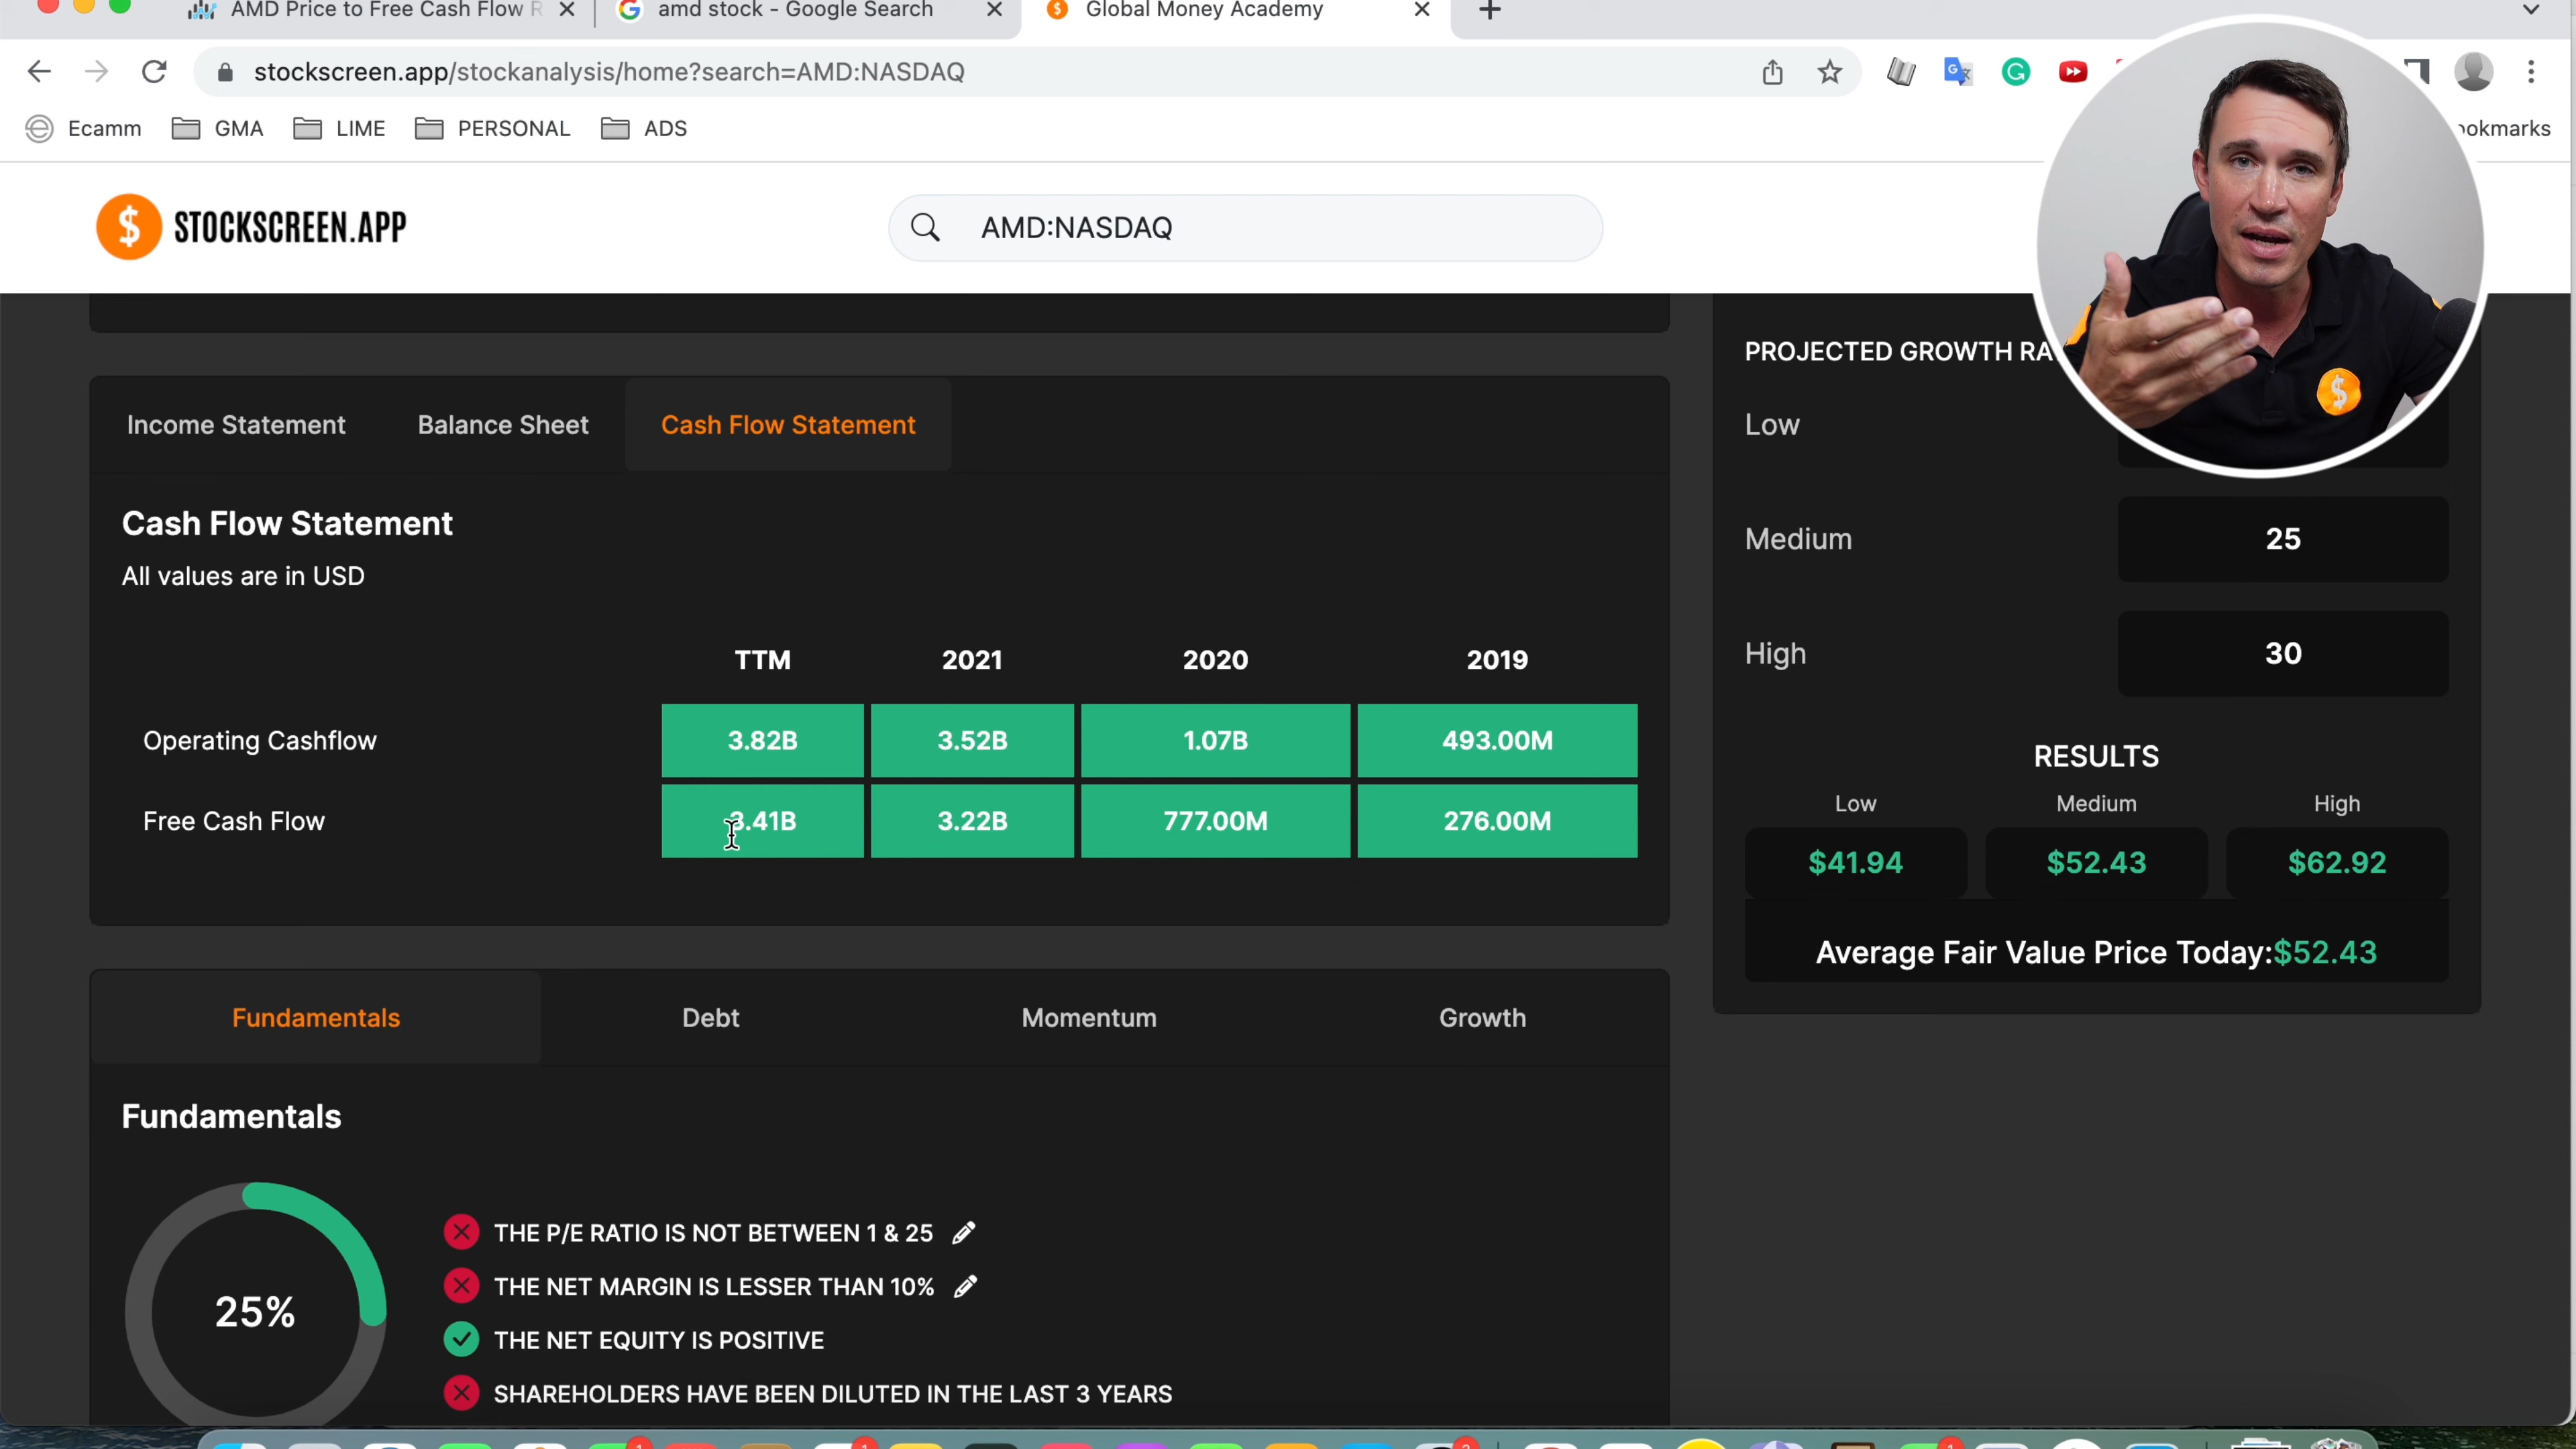 AMD Price to Free Cash Flow R
amd stock - Google Search
Global Money Academy
stockscreen.app/stockanalysis/home?search=AMD:NASDAQ
Ecamm GMA LIME PERSONAL ADS
$ STOCKSCREEN.APP
AMD:NASDAQ
Income Statement Balance Sheet Cash Flow Statement
Cash Flow Statement
All values are in USD
TTM 2021 2020 2019
Operating Cashflow 3.82B 3.52B 1.07B 493.00M
Free Cash Flow 3.41B 3.22B 777.00M 276.00M
PROJECTED GROWTH RA
Low
Medium 25
High 30
RESULTS
Low Medium High
$41.94 $52.43 $62.92
Average Fair Value Price Today:$52.43
Fundamentals Debt Momentum Growth
Fundamentals
25%
THE P/E RATIO IS NOT BETWEEN 1 & 25
THE NET MARGIN IS LESSER THAN 10%
THE NET EQUITY IS POSITIVE
SHAREHOLDERS HAVE BEEN DILUTED IN THE LAST 3 YEARS